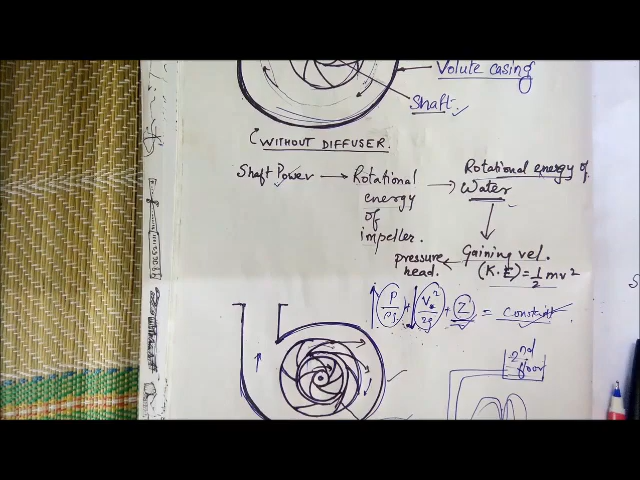 Volute casing
Shaft.
(WITHOUT DIFFUSER.
Shaft Power → Rotational energy of impeller. → Rotational energy of Water
Gaining vel.
(K.E) = 1/2 mv²
pressure head.
P/ρg + V²/2g + Z = Constant
2nd floor